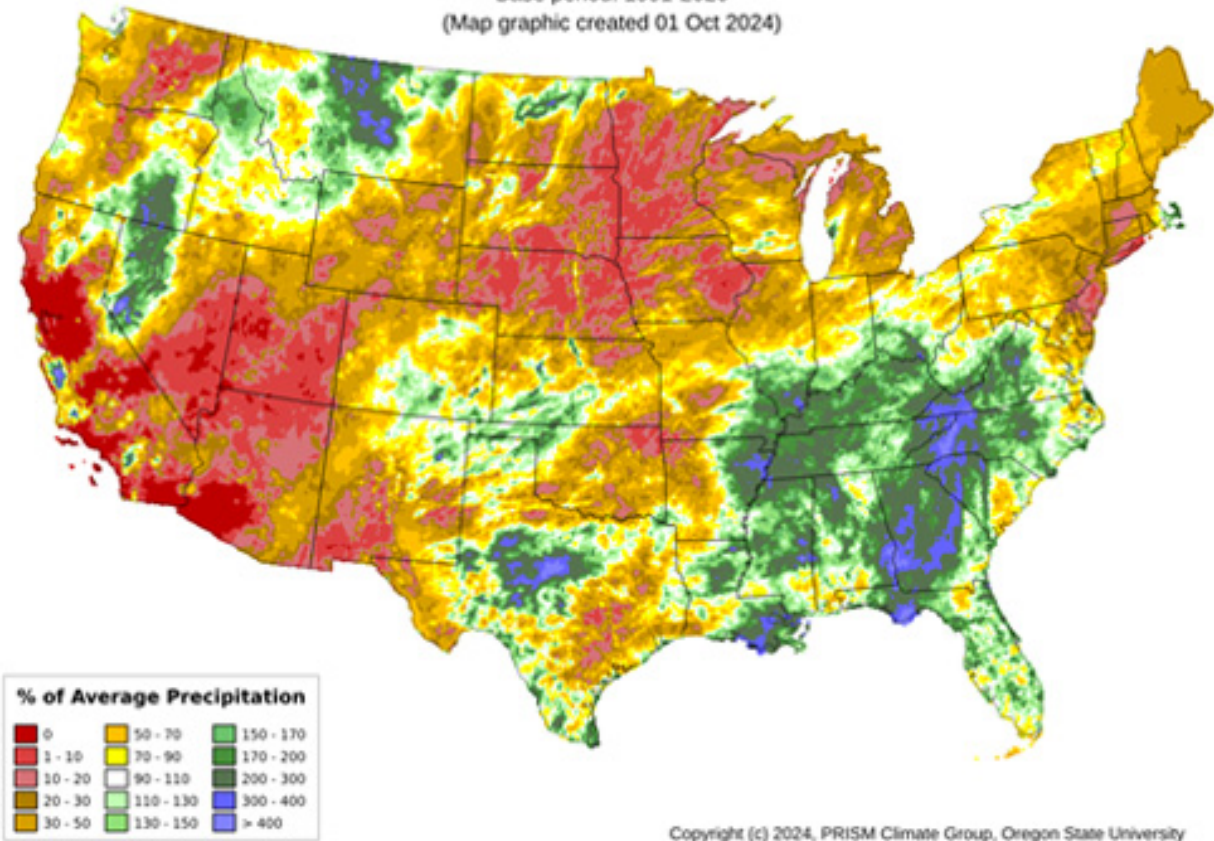 (Map graphic created 01 Oct 2024)
% of Average Precipitation
0
1 - 10
10 - 20
20 - 30
30 - 50
50 - 70
70 - 90
90 - 110
110 - 130
130 - 150
150 - 170
170 - 200
200 - 300
300 - 400
> 400
Copyright (c) 2024, PRISM Climate Group, Oregon State University